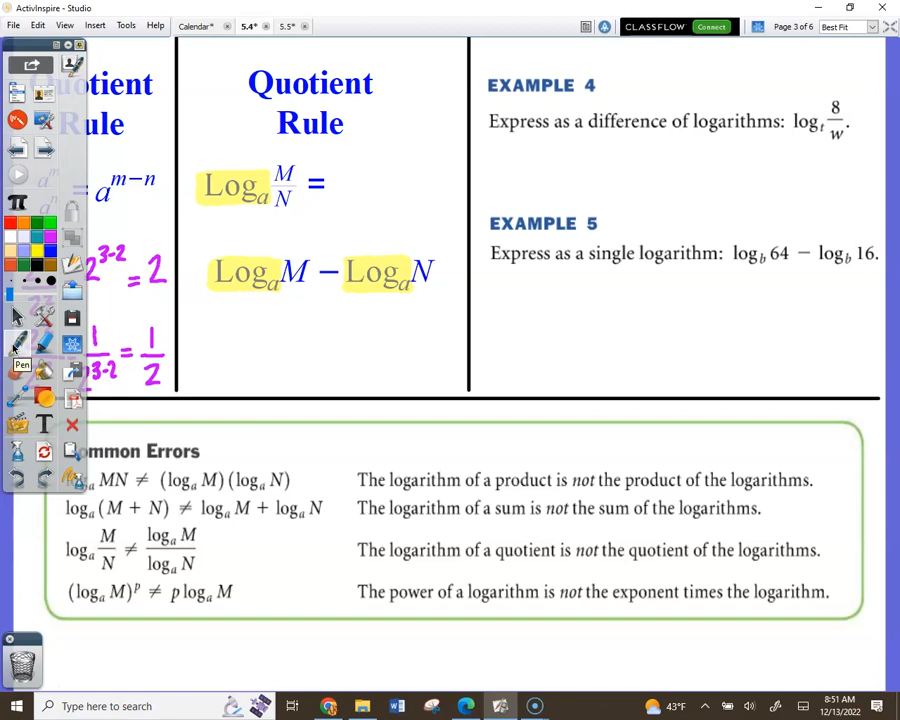 ActivInspire - Studio
File Edit View Insert Tools Help Calendar* 5.4* 5.5* CLASSFLOW Connect Page 3 of 6 Best Fit
Quotient
Rule
= a^{m-n}
2^{3-2} = 2
1/2^{3-2} = 1/2
Quotient
Rule
Log_a M/N =
Log_a M − Log_a N
EXAMPLE 4
Express as a difference of logarithms: log_t 8/w.
EXAMPLE 5
Express as a single logarithm: log_b 64 − log_b 16.
Pen
ommon Errors
MN ≠ (log_a M)(log_a N) The logarithm of a product is not the product of the logarithms.
log_a (M + N) ≠ log_a M + log_a N The logarithm of a sum is not the sum of the logarithms.
log_a M/N ≠ log_a M/log_a N The logarithm of a quotient is not the quotient of the logarithms.
(log_a M)^p ≠ p log_a M The power of a logarithm is not the exponent times the logarithm.
Type here to search
43°F
8:51 AM
12/13/2022